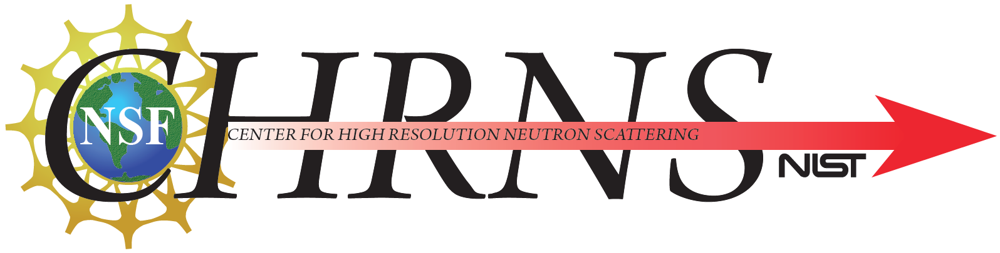 CHRNS
NSF
CENTER FOR HIGH RESOLUTION NEUTRON SCATTERING
NIST